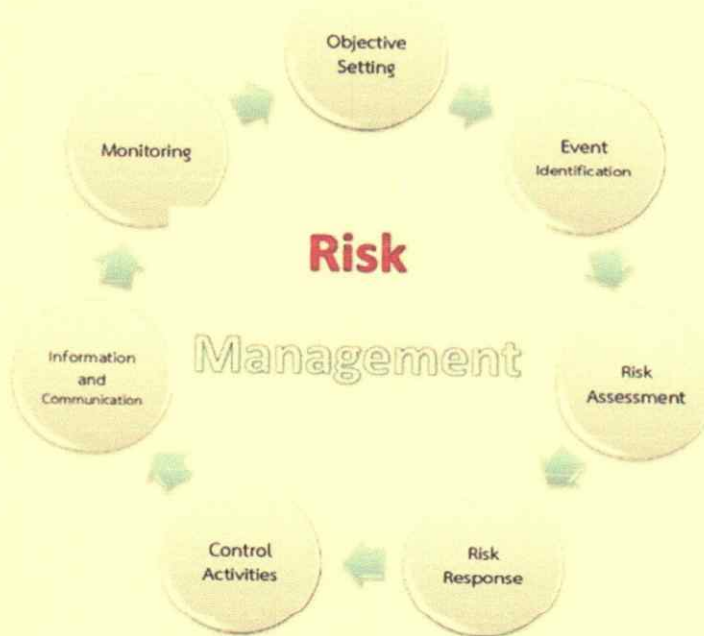 Objective
Setting
Event
Identification
Risk
Assessment
Risk
Response
Control
Activities
Information
and
Communication
Monitoring
Risk
Management